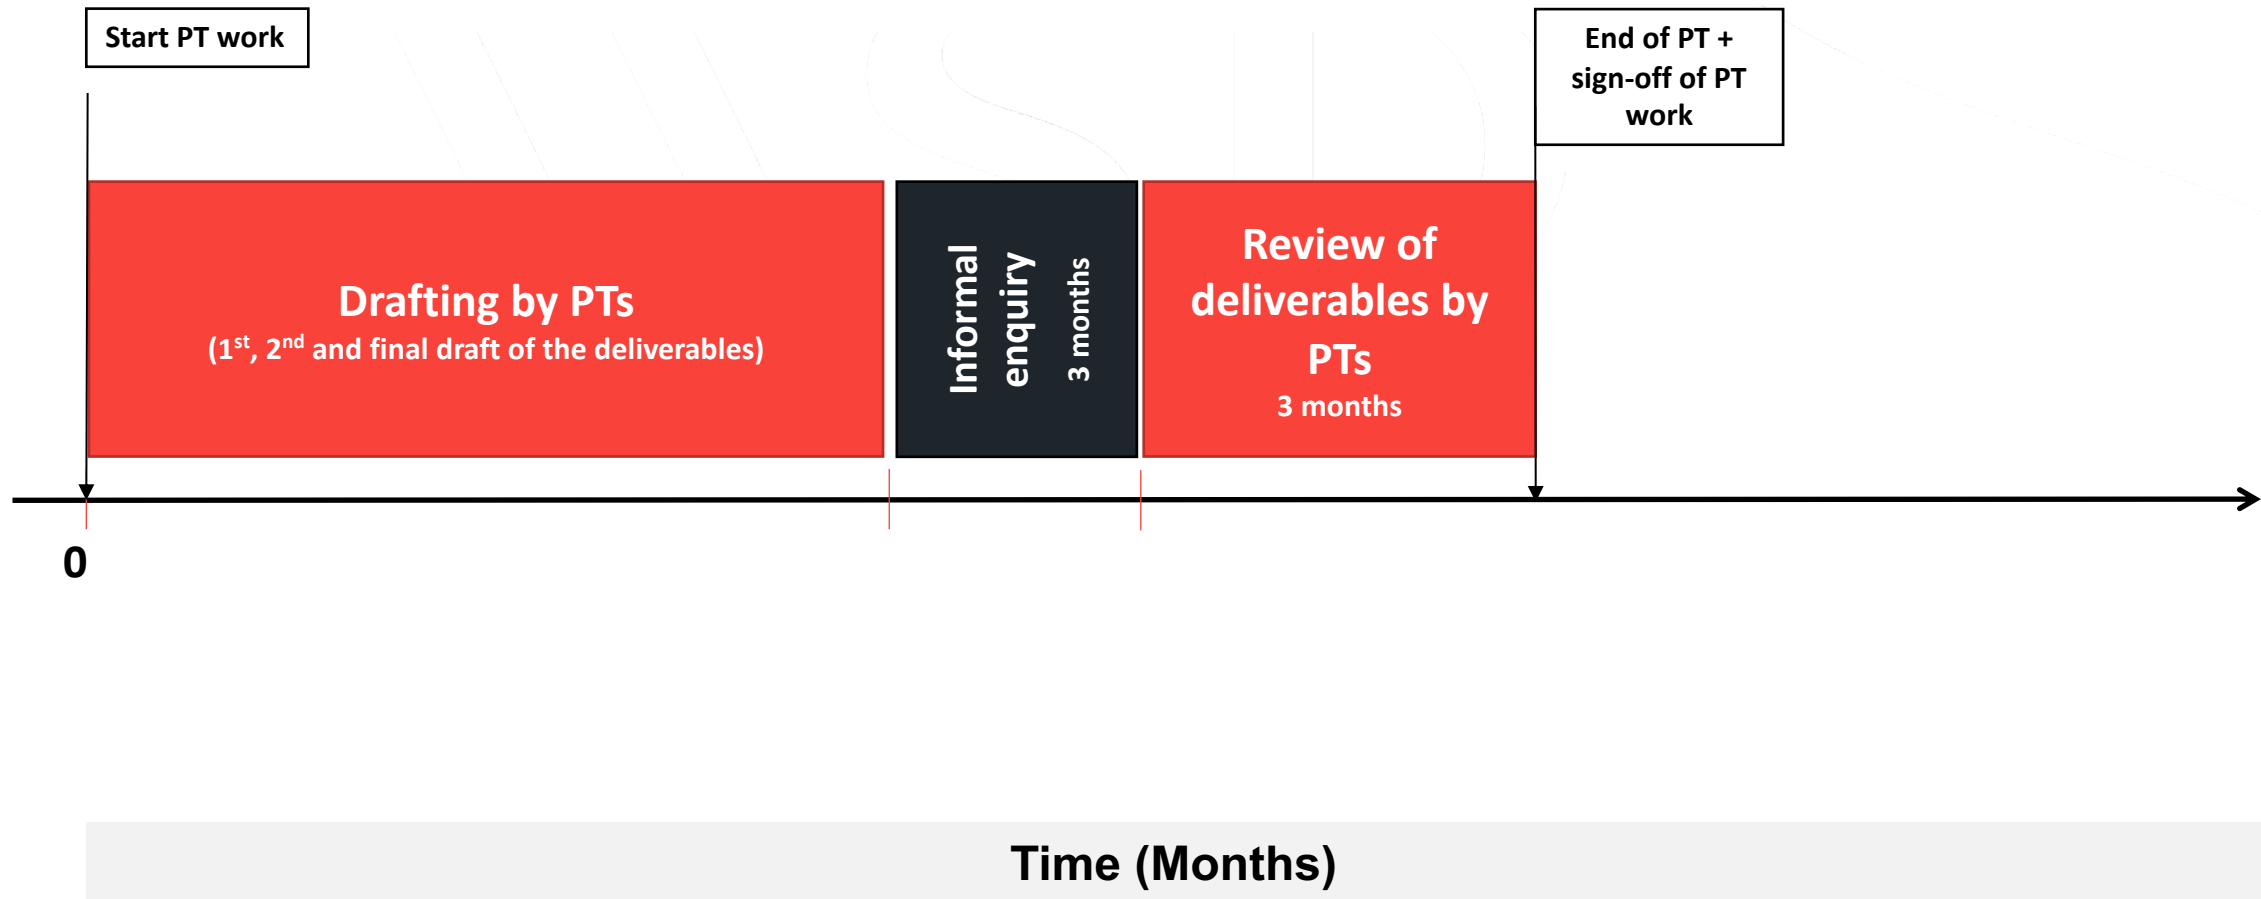 Start PT work
End of PT +
sign-off of PT
work
Drafting by PTs
(1st, 2nd and final draft of the deliverables)
Informal
enquiry
3 months
Review of
deliverables by
PTs
3 months
0
Time (Months)